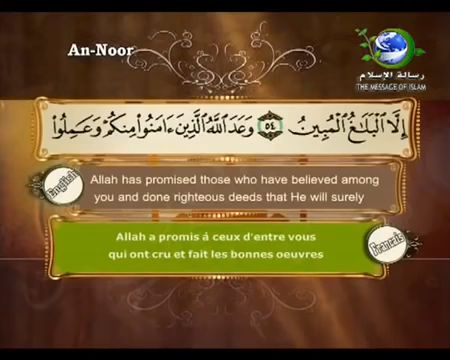 An-Noor
رسالة الإسلام
THE MESSAGE OF ISLAM
إِلَّا الْبَلَاغُ الْمُبِينُ ٥٤ وَعَدَ اللَّهُ الَّذِينَ ءَامَنُوا مِنكُمْ وَعَمِلُوا
English
Allah has promised those who have believed among
you and done righteous deeds that He will surely
Allah a promis á ceux d'entre vous
qui ont cru et fait les bonnes oeuvres
Francais